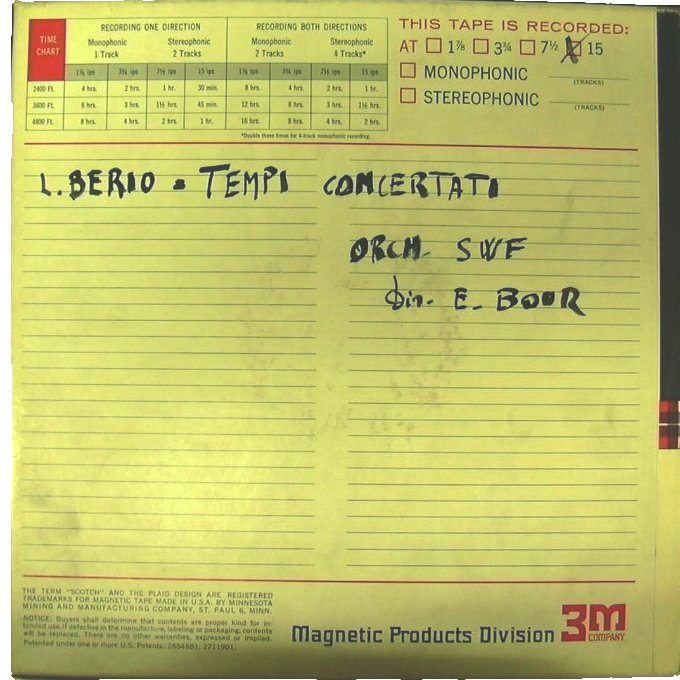 TIME CHART
RECORDING ONE DIRECTION
RECORDING BOTH DIRECTIONS
Monophonic 1 Track
Stereophonic 2 Tracks
Monophonic 2 Tracks
Stereophonic 4 Tracks*
1⅞ ips 3¾ ips 7½ ips 15 ips 1⅞ ips 3¾ ips 7½ ips 15 ips
2400 Ft. 4 hrs. 2 hrs. 1 hr. 30 min. 8 hrs. 4 hrs. 2 hrs. 1 hr.
3600 Ft. 6 hrs. 3 hrs. 1½ hrs. 45 min. 12 hrs. 6 hrs. 3 hrs. 1½ hrs.
4800 Ft. 8 hrs. 4 hrs. 2 hrs. 1 hr. 16 hrs. 8 hrs. 4 hrs. 2 hrs.
*Double these times for 4-track monophonic recording.
THIS TAPE IS RECORDED:
AT 1⅞ 3¾ 7½ 15
MONOPHONIC
(TRACKS)
STEREOPHONIC
(TRACKS)
L. BERIO = TEMPI CONCERTATI
ORCH. SWF
Dir. E. BOUR
THE TERM "SCOTCH" AND THE PLAID DESIGN ARE REGISTERED
TRADEMARKS FOR MAGNETIC TAPE MADE IN U.S.A. BY MINNESOTA
MINING AND MANUFACTURING COMPANY, ST. PAUL 6, MINN.
NOTICE: Buyers shall determine that contents are proper kind for in-
tended use. If defective in the manufacture, labeling or packaging, contents
will be replaced. There are no other warranties, expressed or implied.
Patented under one or more U.S. Patents: 2654681, 2711901.
Magnetic Products Division 3M COMPANY